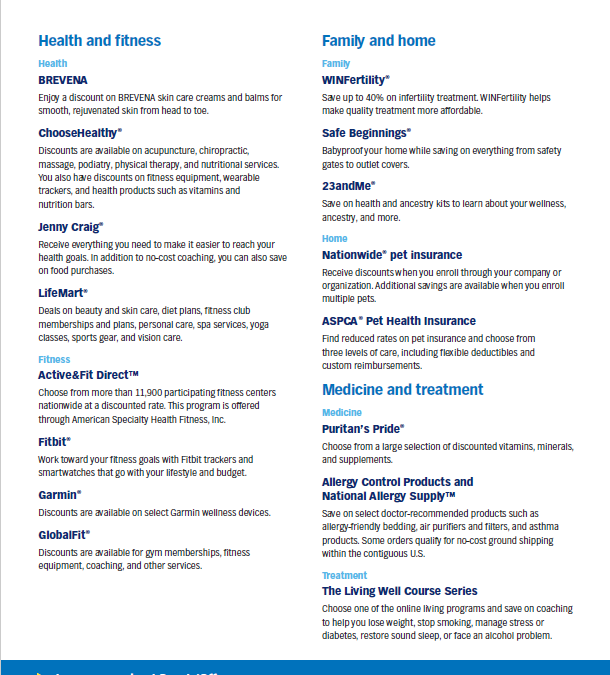 Health and fitness
Health
BREVENA
Enjoy a discount on BREVENA skin care creams and balms for
smooth, rejuvenated skin from head to toe.
ChooseHealthy®
Discounts are available on acupuncture, chiropractic,
massage, podiatry, physical therapy, and nutritional services.
You also have discounts on fitness equipment, wearable
trackers, and health products such as vitamins and
nutrition bars.
Jenny Craig®
Receive everything you need to make it easier to reach your
health goals. In addition to no-cost coaching, you can also save
on food purchases.
LifeMart®
Deals on beauty and skin care, diet plans, fitness club
memberships and plans, personal care, spa services, yoga
classes, sports gear, and vision care.
Fitness
Active&Fit Direct™
Choose from more than 11,900 participating fitness centers
nationwide at a discounted rate. This program is offered
through American Specialty Health Fitness, Inc.
Fitbit®
Work toward your fitness goals with Fitbit trackers and
smartwatches that go with your lifestyle and budget.
Garmin®
Discounts are available on select Garmin wellness devices.
GlobalFit®
Discounts are available for gym memberships, fitness
equipment, coaching, and other services.
Family and home
Family
WINFertility®
Save up to 40% on infertility treatment. WINFertility helps
make quality treatment more affordable.
Safe Beginnings®
Babyproof your home while saving on everything from safety
gates to outlet covers.
23andMe®
Save on health and ancestry kits to learn about your wellness,
ancestry, and more.
Home
Nationwide® pet insurance
Receive discounts when you enroll through your company or
organization. Additional savings are available when you enroll
multiple pets.
ASPCA® Pet Health Insurance
Find reduced rates on pet insurance and choose from
three levels of care, including flexible deductibles and
custom reimbursements.
Medicine and treatment
Medicine
Puritan's Pride®
Choose from a large selection of discounted vitamins, minerals,
and supplements.
Allergy Control Products and
National Allergy Supply™
Save on select doctor-recommended products such as
allergy-friendly bedding, air purifiers and filters, and asthma
products. Some orders qualify for no-cost ground shipping
within the contiguous U.S.
Treatment
The Living Well Course Series
Choose one of the online living programs and save on coaching
to help you lose weight, stop smoking, manage stress or
diabetes, restore sound sleep, or face an alcohol problem.